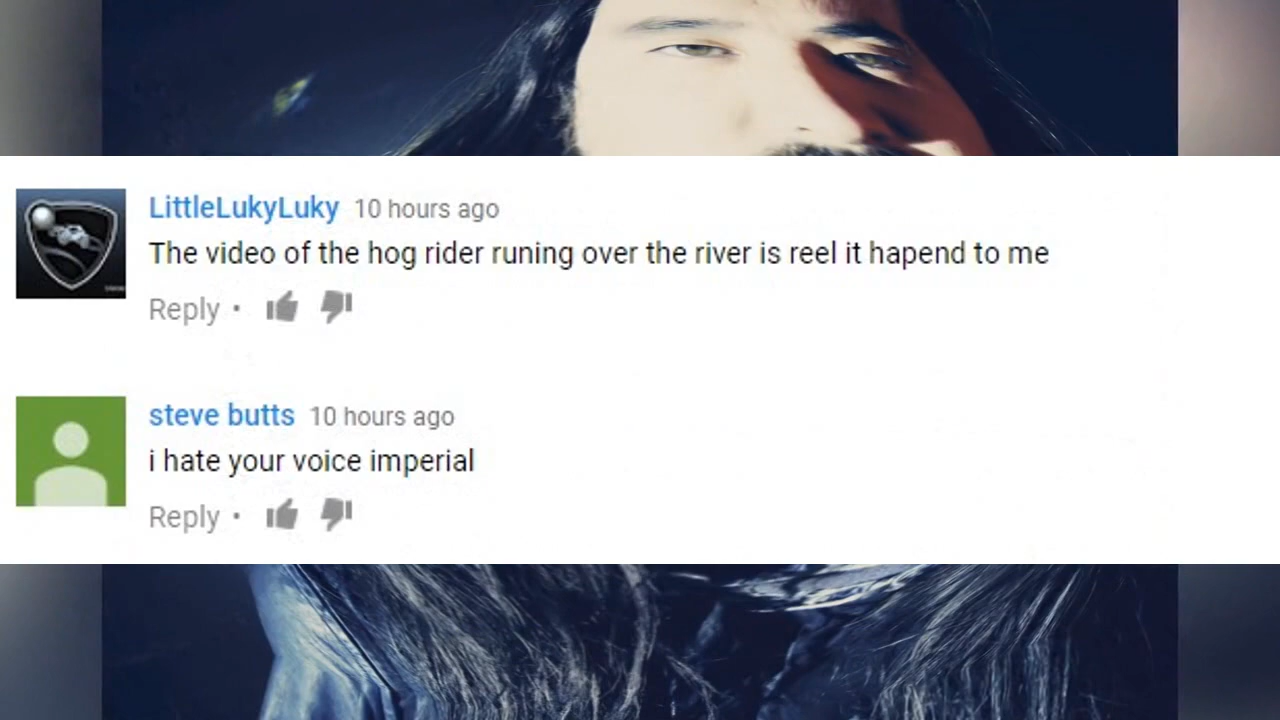 LittleLukyLuky 10 hours ago
The video of the hog rider runing over the river is reel it hapend to me
Reply •
steve butts 10 hours ago
i hate your voice imperial
Reply •